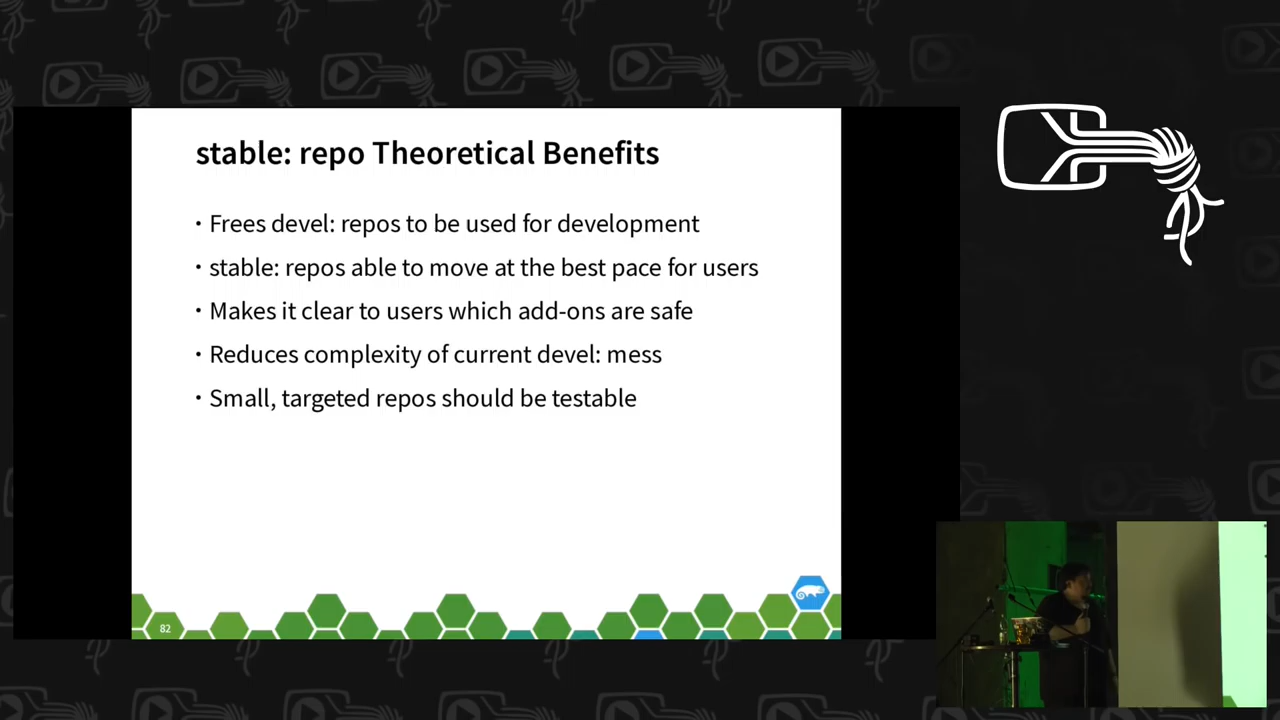 stable: repo Theoretical Benefits
• Frees devel: repos to be used for development
• stable: repos able to move at the best pace for users
• Makes it clear to users which add-ons are safe
• Reduces complexity of current devel: mess
• Small, targeted repos should be testable
82